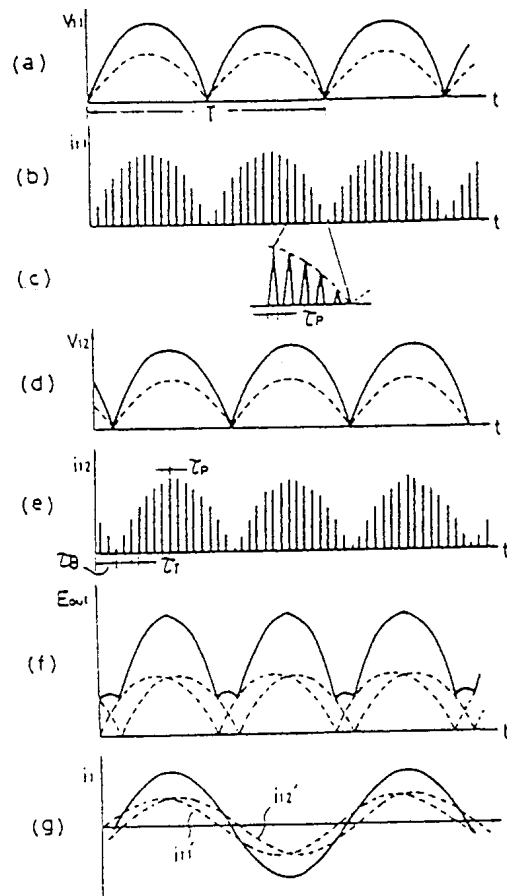 V11
(a)
t
T
i11
(b)
t
(c)
τP
V12
(d)
t
i12
τP
(e)
t
τB
τT
Eout
(f)
t
i1
(g)
i11'
i12'